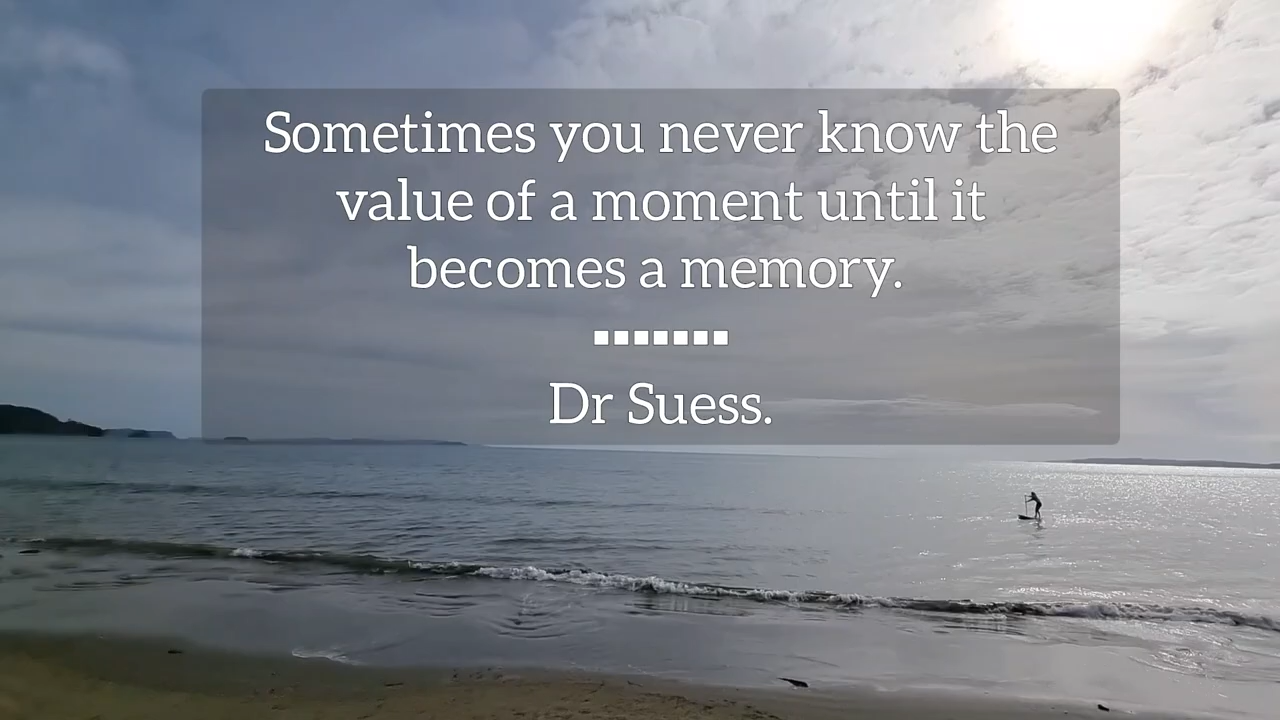 Sometimes you never know the
value of a moment until it
becomes a memory.
▪▪▪▪▪▪▪
Dr Suess.